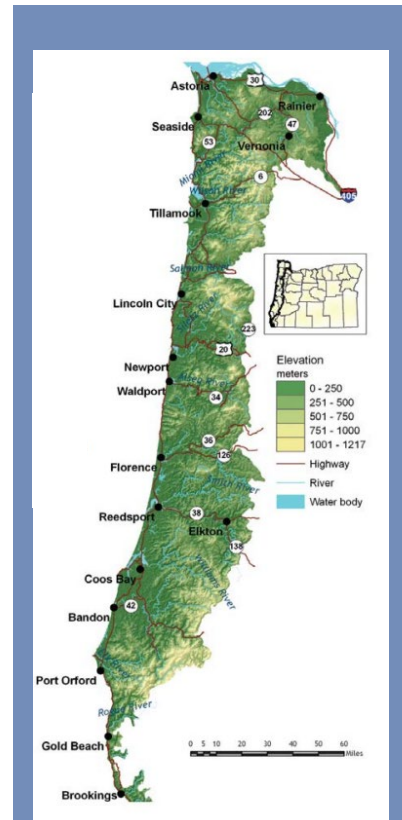 30
Astoria
Rainier
202
47
Seaside
Vernonia
53
6
405
Tillamook
Salmon River
Lincoln City
223
20
Newport
Waldport
34
36
126
Florence
Smith River
Reedsport
38
Elkton
138
Coos Bay
Bandon
42
Port Orford
Rogue River
Gold Beach
Brookings
Elevation
meters
0 - 250
251 - 500
501 - 750
751 - 1000
1001 - 1217
Highway
River
Water body
0 5 10 20 30 40 50 60
Miles